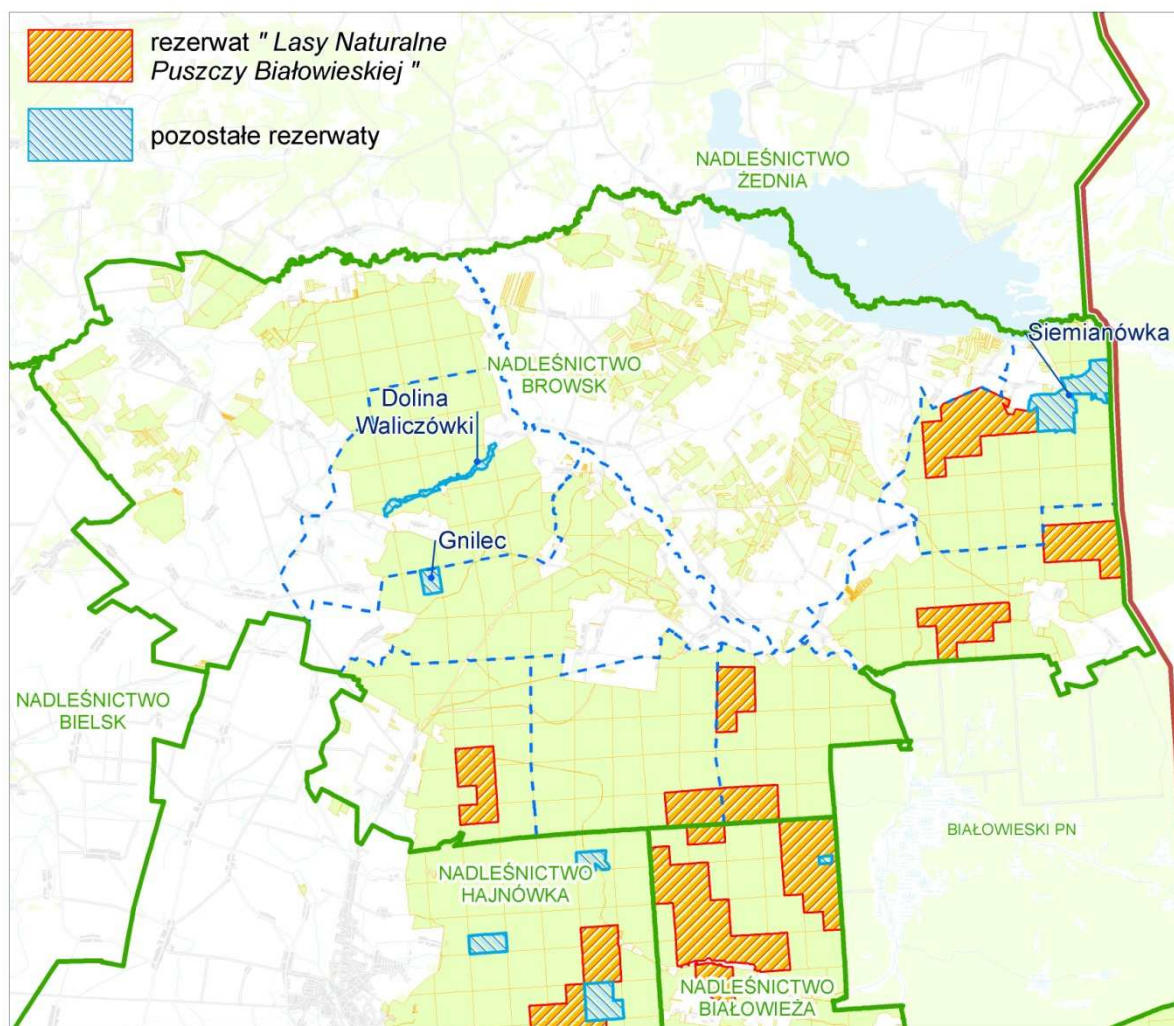 rezerwat " Lasy Naturalne
Puszczy Białowieskiej "
pozostałe rezerwaty
NADLEŚNICTWO
ŻEDNIA
Siemianówka
NADLEŚNICTWO
BROWSK
Dolina
Waliczówki
Gnilec
NADLEŚNICTWO
BIELSK
BIAŁOWIESKI PN
NADLEŚNICTWO
HAJNÓWKA
NADLEŚNICTWO
BIAŁOWIEŻA